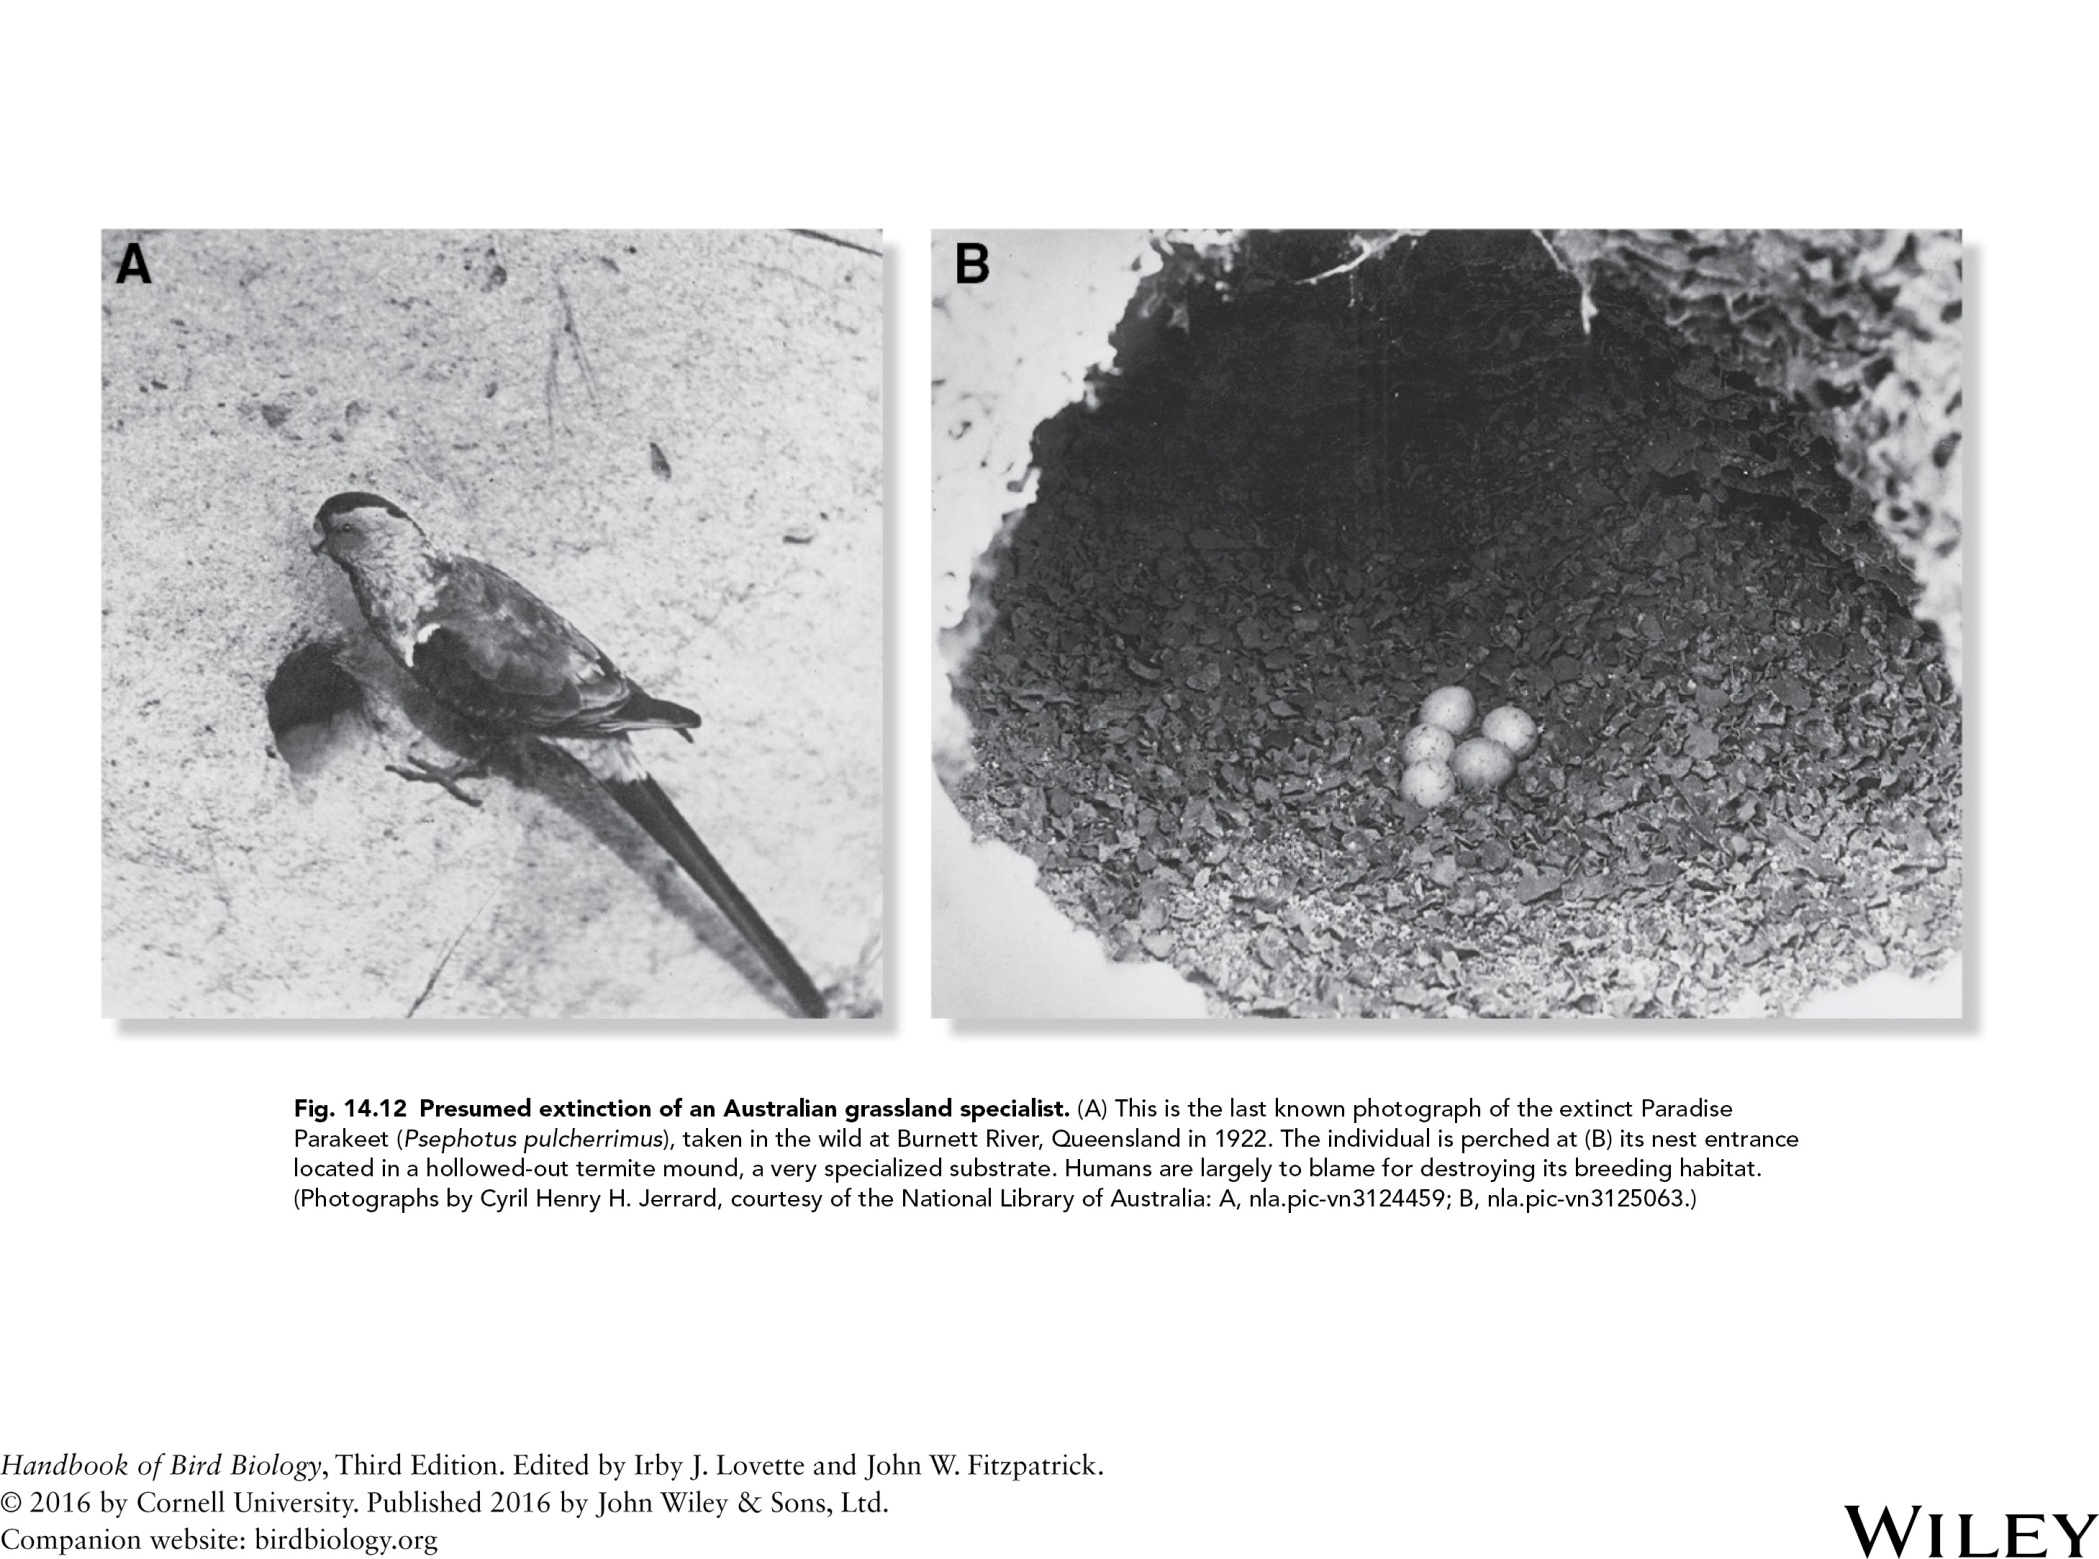 A
B
Fig. 14.12 Presumed extinction of an Australian grassland specialist. (A) This is the last known photograph of the extinct Paradise
Parakeet (Psephotus pulcherrimus), taken in the wild at Burnett River, Queensland in 1922. The individual is perched at (B) its nest entrance
located in a hollowed-out termite mound, a very specialized substrate. Humans are largely to blame for destroying its breeding habitat.
(Photographs by Cyril Henry H. Jerrard, courtesy of the National Library of Australia: A, nla.pic-vn3124459; B, nla.pic-vn3125063.)
Handbook of Bird Biology, Third Edition. Edited by Irby J. Lovette and John W. Fitzpatrick.
© 2016 by Cornell University. Published 2016 by John Wiley & Sons, Ltd.
Companion website: birdbiology.org
WILEY